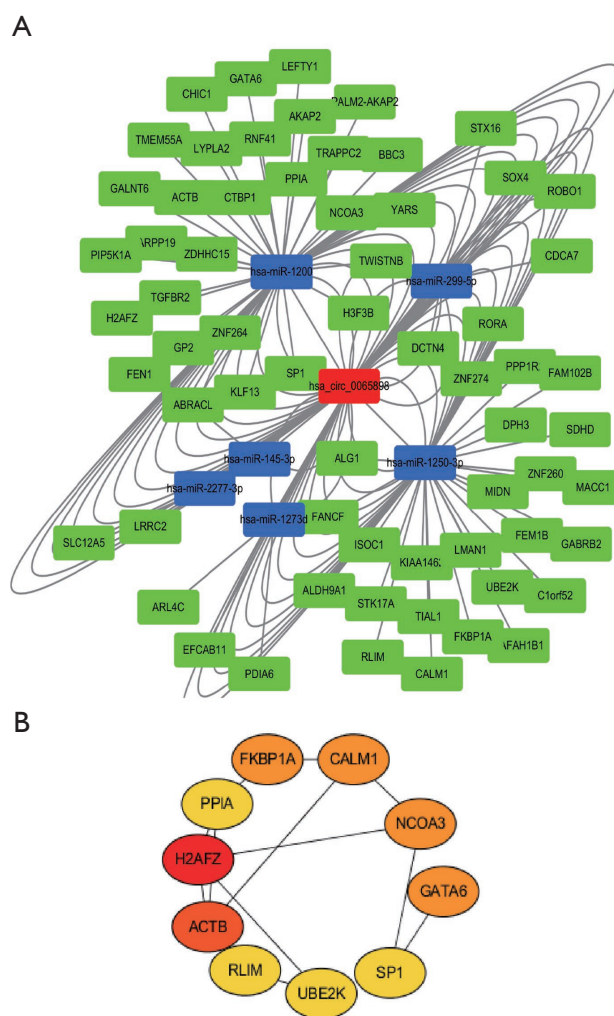 A
LEFTY1
GATA6
CHIC1
PALM2-AKAP2
AKAP2
STX16
TMEM55A
LYPLA2
RNF41
TRAPPC2
BBC3
SOX4
ROBO1
PPIA
GALNT6
ACTB
CTBP1
NCOA3
YARS
ARPP19
ZDHHC15
PIP5K1A
TWISTNB
CDCA7
hsa-miR-1200
hsa-miR-299-5p
TGFBR2
H2AFZ
H3F3B
RORA
ZNF264
GP2
DCTN4
FEN1
SP1
ZNF274
PPP1R3
FAM102B
KLF13
hsa_circ_0065898
ABRACL
DPH3
SDHD
hsa-miR-145-3p
ALG1
hsa-miR-1250-3p
ZNF260
MACC1
hsa-miR-2277-3p
MIDN
LRRC2
hsa-miR-1273d
FANCF
SLC12A5
ISOC1
FEM1B
GABRB2
KIAA1462
LMAN1
ALDH9A1
UBE2K
C1orf52
ARL4C
STK17A
TIAL1
FKBP1A
AFAH1B1
EFCAB11
RLIM
PDIA6
CALM1
B
FKBP1A
CALM1
PPIA
NCOA3
H2AFZ
GATA6
ACTB
RLIM
SP1
UBE2K